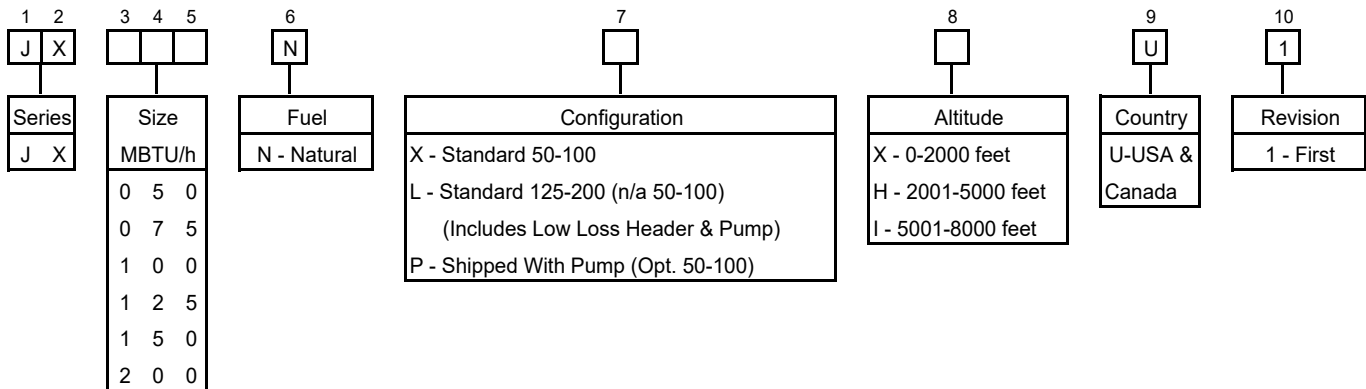 1 2 3 4 5 6 7 8 9 10
J X N U 1
Series Size Fuel Configuration Altitude Country Revision
J X MBTU/h N - Natural X - Standard 50-100 X - 0-2000 feet U-USA & 1 - First
0 5 0 L - Standard 125-200 (n/a 50-100) H - 2001-5000 feet Canada
0 7 5 (Includes Low Loss Header & Pump) I - 5001-8000 feet
1 0 0 P - Shipped With Pump (Opt. 50-100)
1 2 5
1 5 0
2 0 0